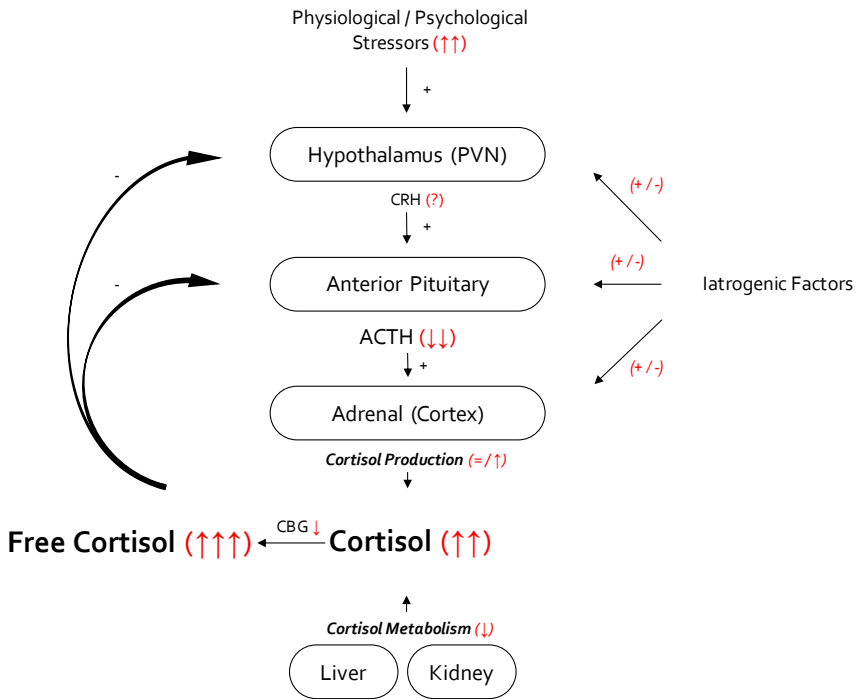 Physiological / Psychological
Stressors (↑↑)
+
Hypothalamus (PVN)
-
(+ / -)
CRH (?)
+
-
(+ / -)
Anterior Pituitary
Iatrogenic Factors
ACTH (↓↓)
+
(+ / -)
Adrenal (Cortex)
Cortisol Production (= / ↑)
Free Cortisol (↑↑↑)
CBG ↓
Cortisol (↑↑)
Cortisol Metabolism (↓)
Liver
Kidney